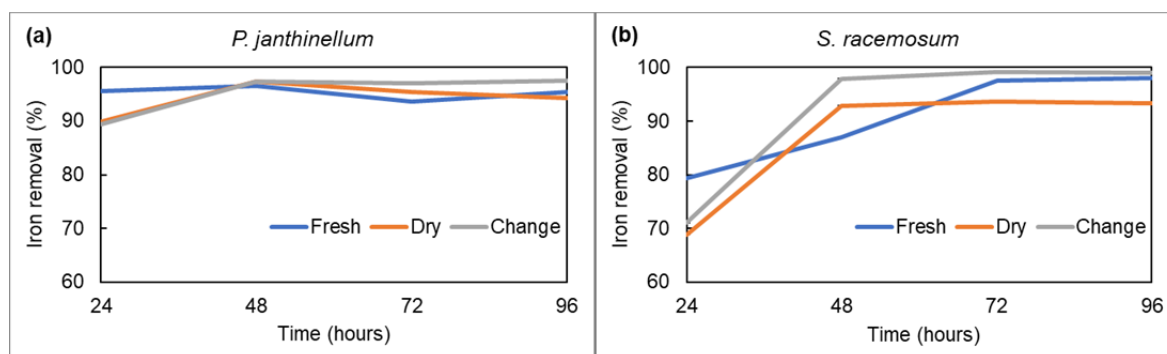 (a) P. janthinellum
100
90
80
70
60
Iron removal (%)
Fresh Dry Change
24 48 72 96
Time (hours)
(b) S. racemosum
100
90
80
70
60
Iron removal (%)
Fresh Dry Change
24 48 72 96
Time (hours)